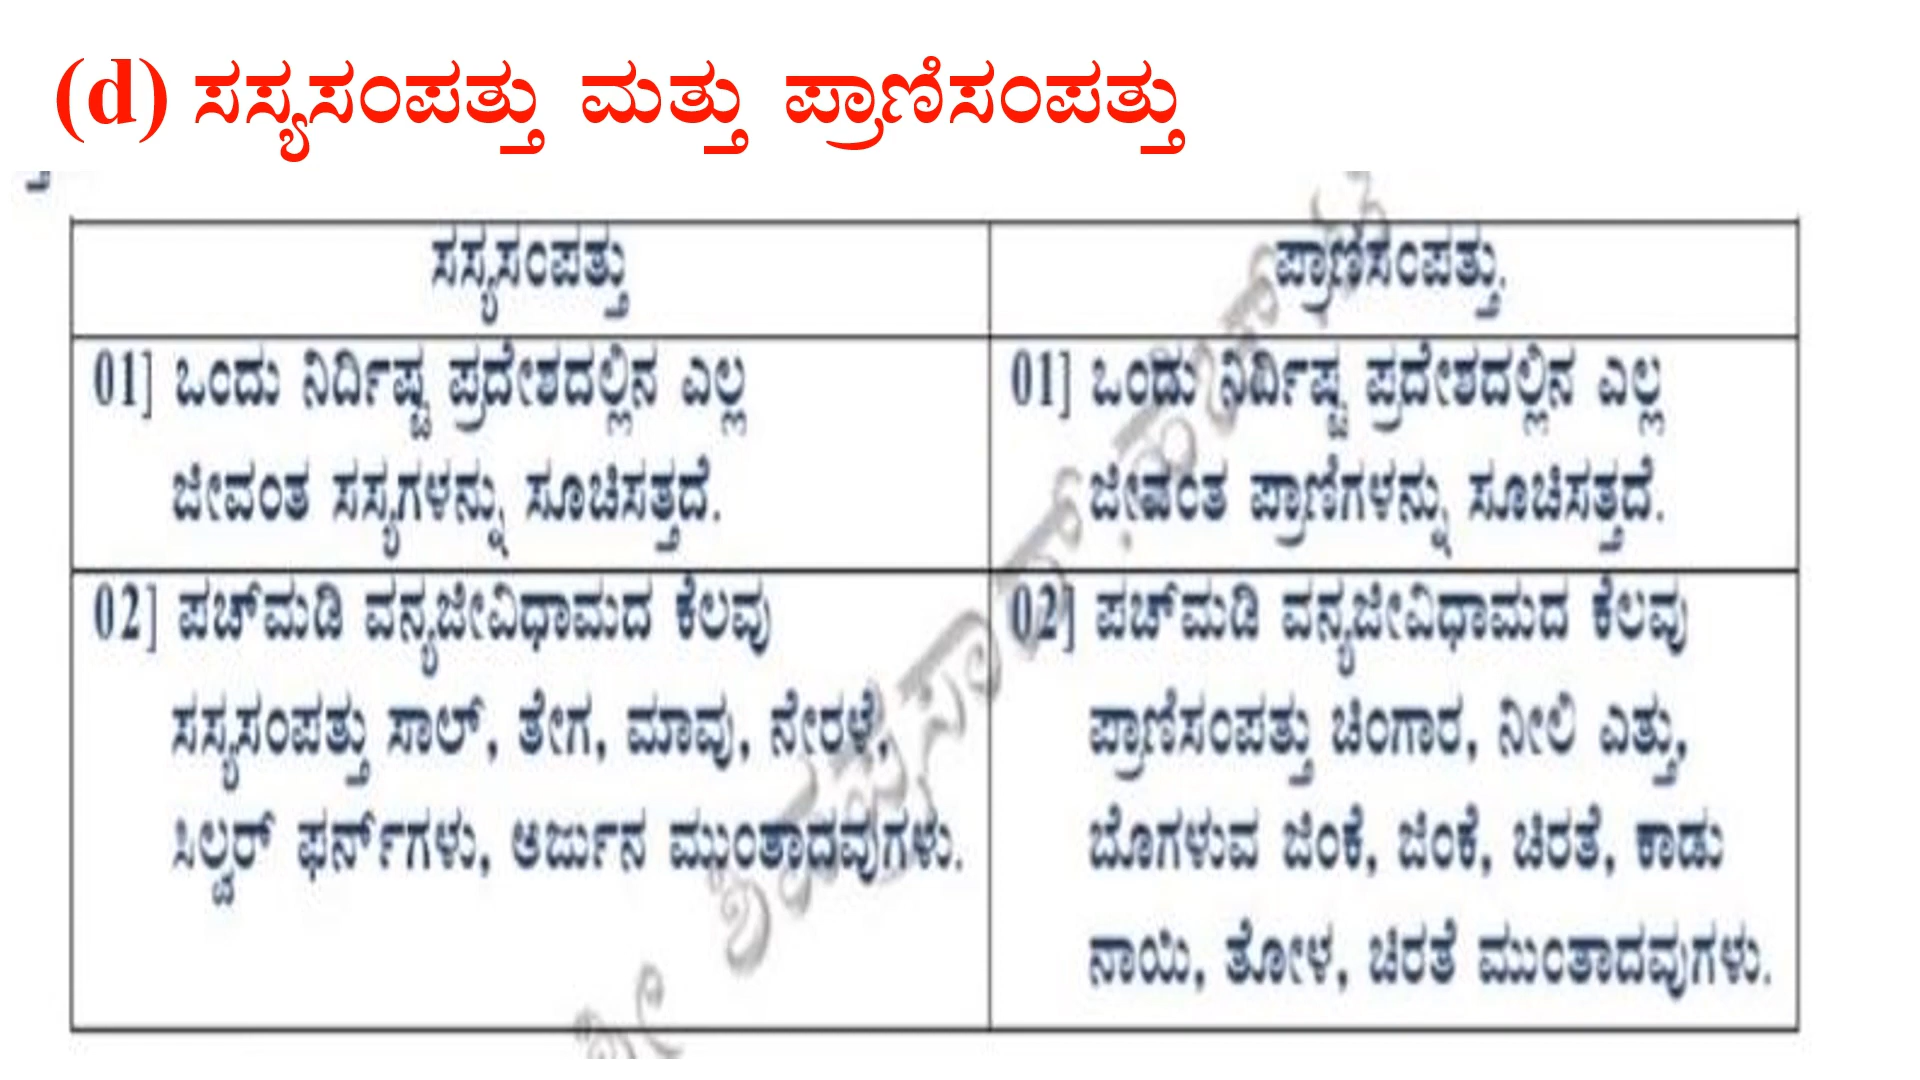 (d) ಸಸ್ಯಸಂಪತ್ತು ಮತ್ತು ಪ್ರಾಣಿಸಂಪತ್ತು
ಸಸ್ಯಸಂಪತ್ತು
ಪ್ರಾಣಿಸಂಪತ್ತು.
01] ಒಂದು ನಿರ್ದಿಷ್ಟ ಪ್ರದೇಶದಲ್ಲಿನ ಎಲ್ಲ
ಜೀವಂತ ಸಸ್ಯಗಳನ್ನು ಸೂಚಿಸತ್ತದೆ.
01] ಒಂದು ನಿರ್ದಿಷ್ಟ ಪ್ರದೇಶದಲ್ಲಿನ ಎಲ್ಲ
ಜೀವಂತ ಪ್ರಾಣಿಗಳನ್ನು ಸೂಚಿಸತ್ತದೆ.
02] ಪಚ್‌ಮಡಿ ವನ್ಯಜೀವಿಧಾಮದ ಕೆಲವು
ಸಸ್ಯಸಂಪತ್ತು ಸಾಲ್, ತೇಗ, ಮಾವು, ನೇರಳೆ,
ಸಿಲ್ವರ್ ಫರ್ನ್‌ಗಳು, ಅರ್ಜುನ ಮುಂತಾದವುಗಳು.
02] ಪಚ್‌ಮಡಿ ವನ್ಯಜೀವಿಧಾಮದ ಕೆಲವು
ಪ್ರಾಣಿಸಂಪತ್ತು ಚಿಂಗಾರ, ನೀಲಿ ಎತ್ತು,
ಬೊಗಳುವ ಜಿಂಕೆ, ಜಿಂಕೆ, ಚಿರತೆ, ಕಾಡು
ನಾಯಿ, ತೋಳ, ಚಿರತೆ ಮುಂತಾದವುಗಳು.